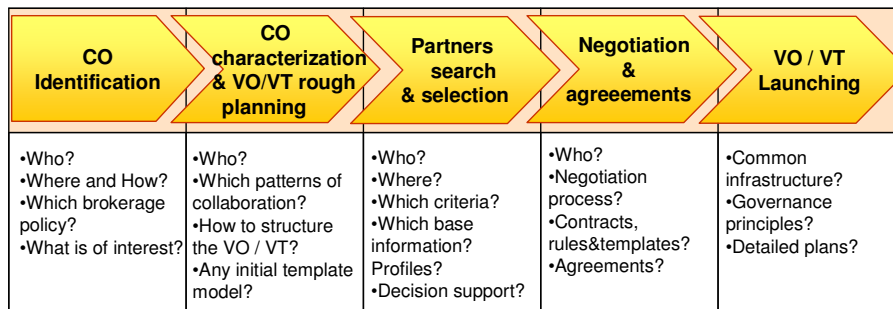 CO
Identification
CO
characterization
& VO/VT rough
planning
Partners
search
& selection
Negotiation
&
agreeements
VO / VT
Launching
•Who?
•Where and How?
•Which brokerage
policy?
•What is of interest?
•Who?
•Which patterns of
collaboration?
•How to structure
the VO / VT?
•Any initial template
model?
•Who?
•Where?
•Which criteria?
•Which base
information?
Profiles?
•Decision support?
•Who?
•Negotiation
process?
•Contracts,
rules&templates?
•Agreements?
•Common
infrastructure?
•Governance
principles?
•Detailed plans?